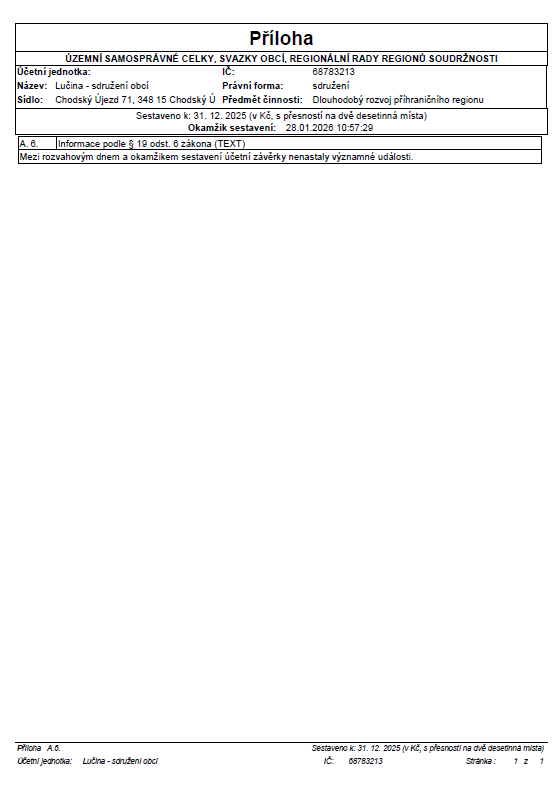 Příloha
ÚZEMNÍ SAMOSPRÁVNÉ CELKY, SVAZKY OBCÍ, REGIONÁLNÍ RADY REGIONŮ SOUDRŽNOSTI
Účetní jednotka: IČ: 68783213
Název: Lučina - sdružení obcí Právní forma: sdružení
Sídlo: Chodský Újezd 71, 348 15 Chodský Ú Předmět činnosti: Dlouhodobý rozvoj příhraničního regionu
Sestaveno k: 31. 12. 2025 (v Kč, s přesností na dvě desetinná místa)
Okamžik sestavení: 28.01.2026 10:57:29
A. 6. Informace podle § 19 odst. 6 zákona (TEXT)
Mezi rozvahovým dnem a okamžikem sestavení účetní závěrky nenastaly významné události.
Příloha A.6. Sestaveno k: 31. 12. 2025 (v Kč, s přesností na dvě desetinná místa)
Účetní jednotka: Lučina - sdružení obcí IČ: 68783213 Stránka : 1 z 1